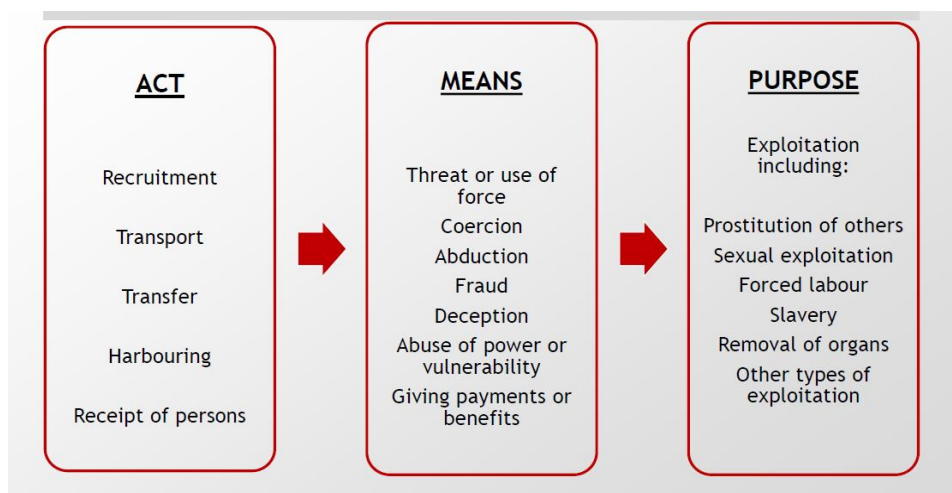 ACT
Recruitment
Transport
Transfer
Harbouring
Receipt of persons
MEANS
Threat or use of
force
Coercion
Abduction
Fraud
Deception
Abuse of power or
vulnerability
Giving payments or
benefits
PURPOSE
Exploitation
including:
Prostitution of others
Sexual exploitation
Forced labour
Slavery
Removal of organs
Other types of
exploitation